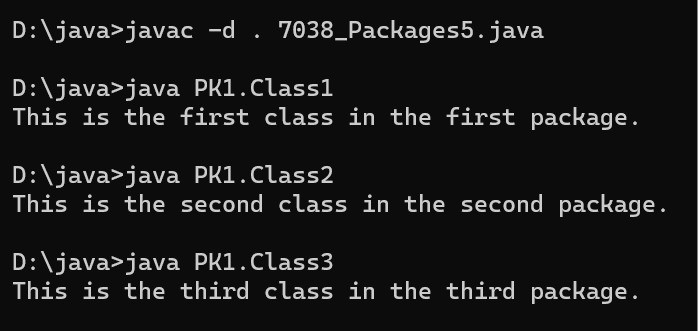 D:\java>javac -d . 7038_Packages5.java
D:\java>java PK1.Class1
This is the first class in the first package.
D:\java>java PK1.Class2
This is the second class in the second package.
D:\java>java PK1.Class3
This is the third class in the third package.